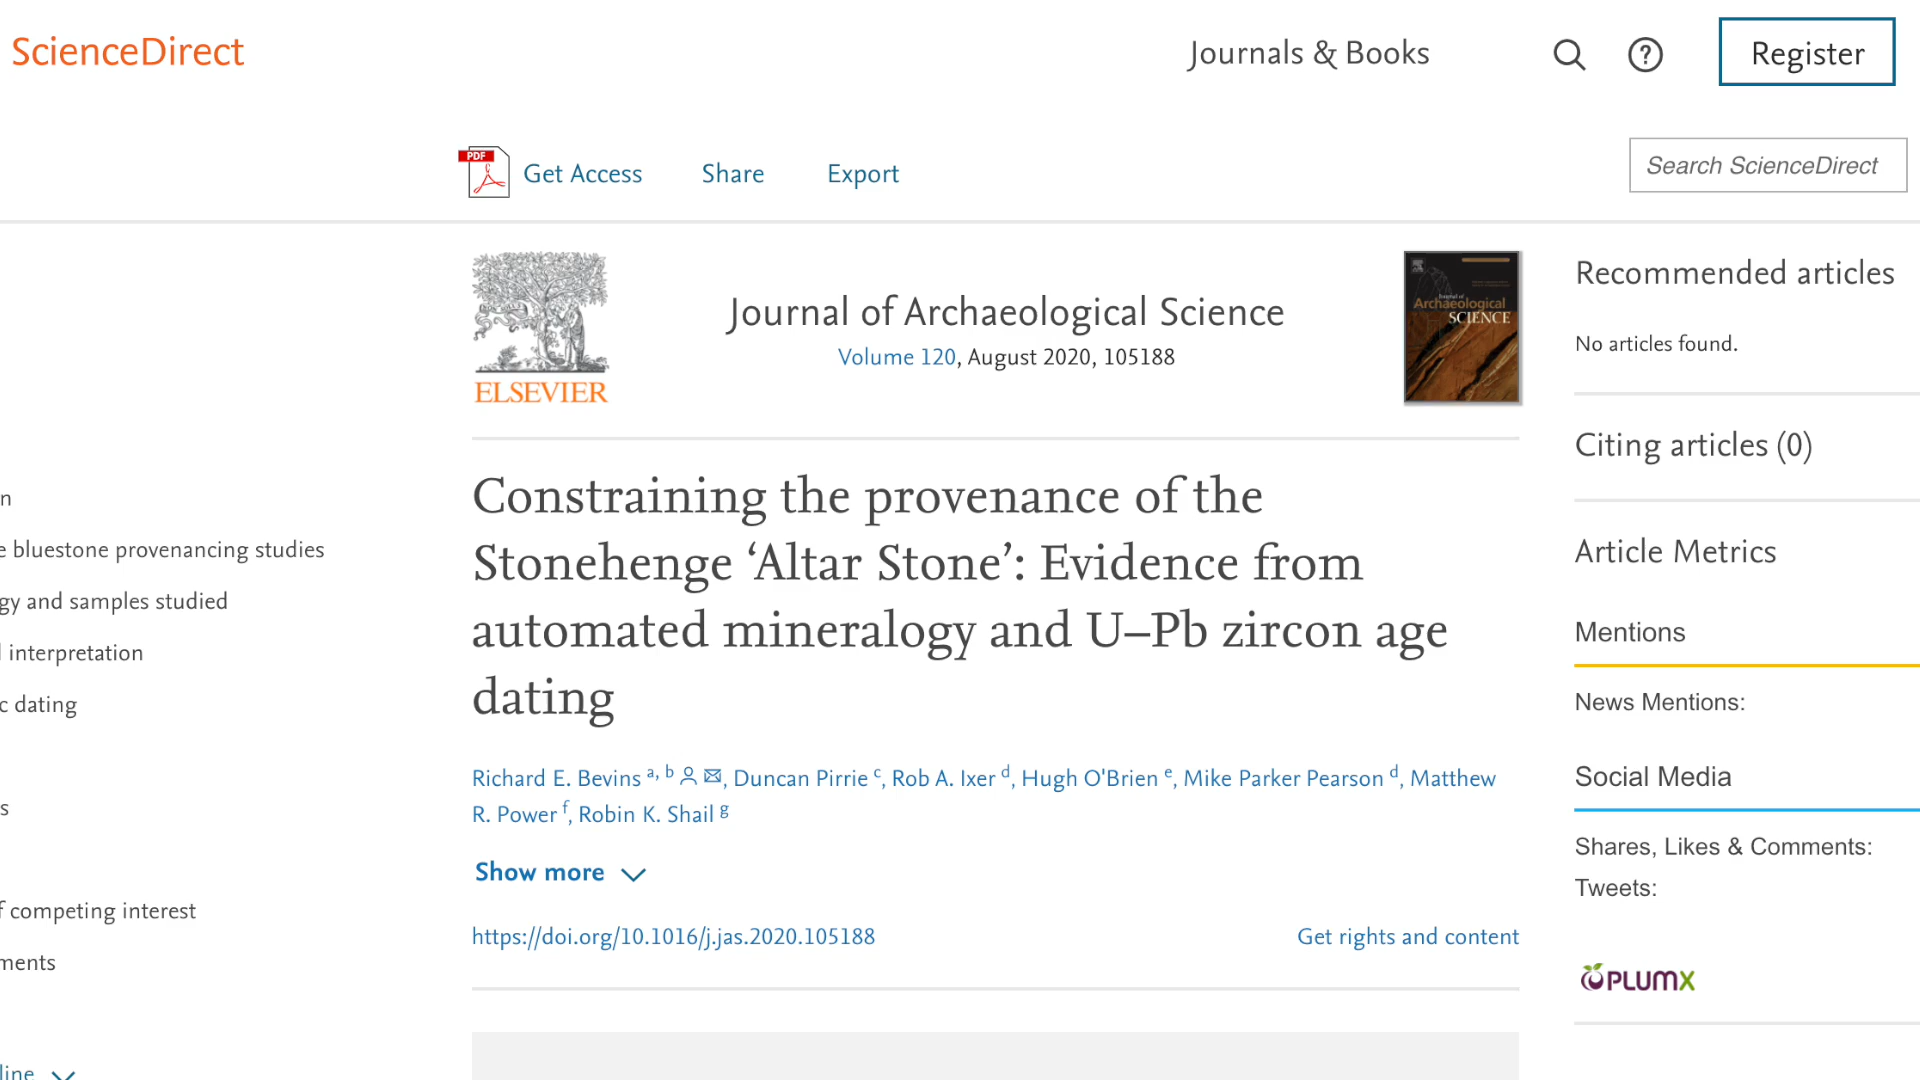 ScienceDirect
Journals & Books
Register
PDF
Get Access
Share
Export
Search ScienceDirect
ELSEVIER
Journal of Archaeological Science
Volume 120, August 2020, 105188
Journal of
Archaeological
SCIENCE
Recommended articles
No articles found.
Citing articles (0)
Article Metrics
Mentions
News Mentions:
Social Media
Shares, Likes & Comments:
Tweets:
PLUMX
n
e bluestone provenancing studies
gy and samples studied
l interpretation
c dating
s
f competing interest
ments
line
Constraining the provenance of the
Stonehenge ‘Altar Stone’: Evidence from
automated mineralogy and U–Pb zircon age
dating
Richard E. Bevins a, b, Duncan Pirrie c, Rob A. Ixer d, Hugh O'Brien e, Mike Parker Pearson d, Matthew
R. Power f, Robin K. Shail g
Show more
https://doi.org/10.1016/j.jas.2020.105188
Get rights and content